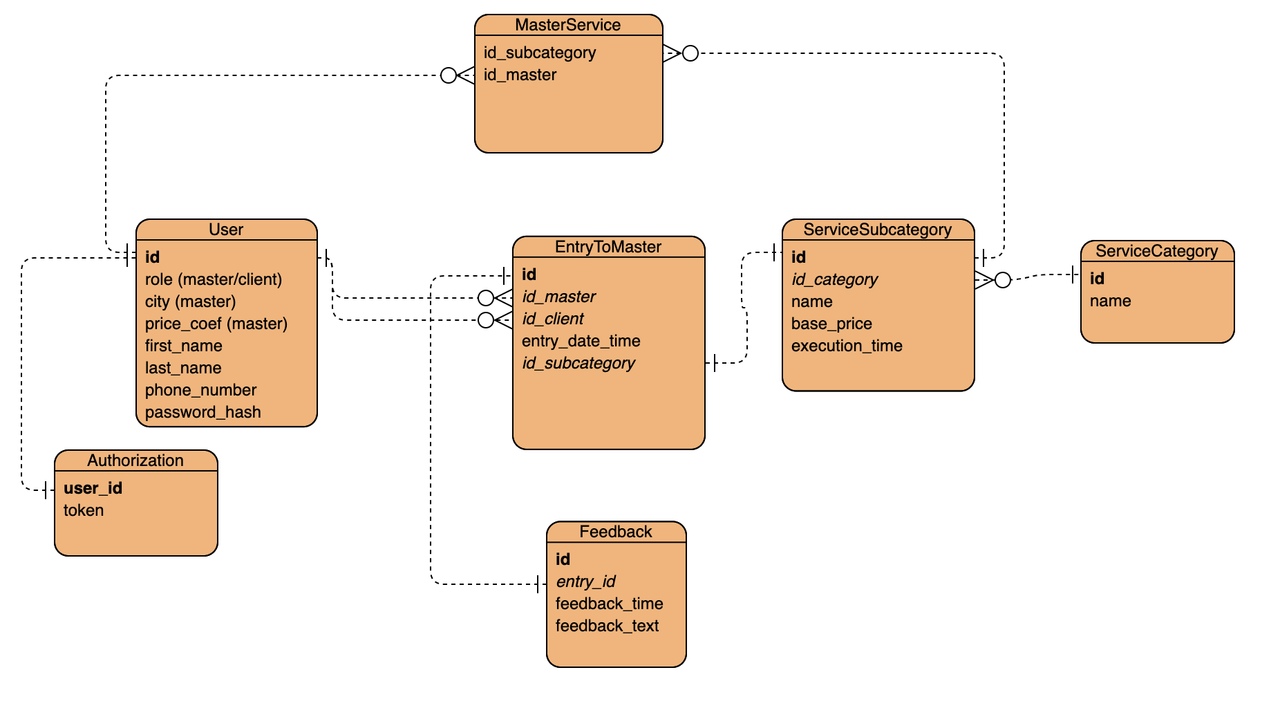 MasterService
id_subcategory
id_master
User
id
role (master/client)
city (master)
price_coef (master)
first_name
last_name
phone_number
password_hash
EntryToMaster
id
id_master
id_client
entry_date_time
id_subcategory
ServiceSubcategory
id
id_category
name
base_price
execution_time
ServiceCategory
id
name
Authorization
user_id
token
Feedback
id
entry_id
feedback_time
feedback_text